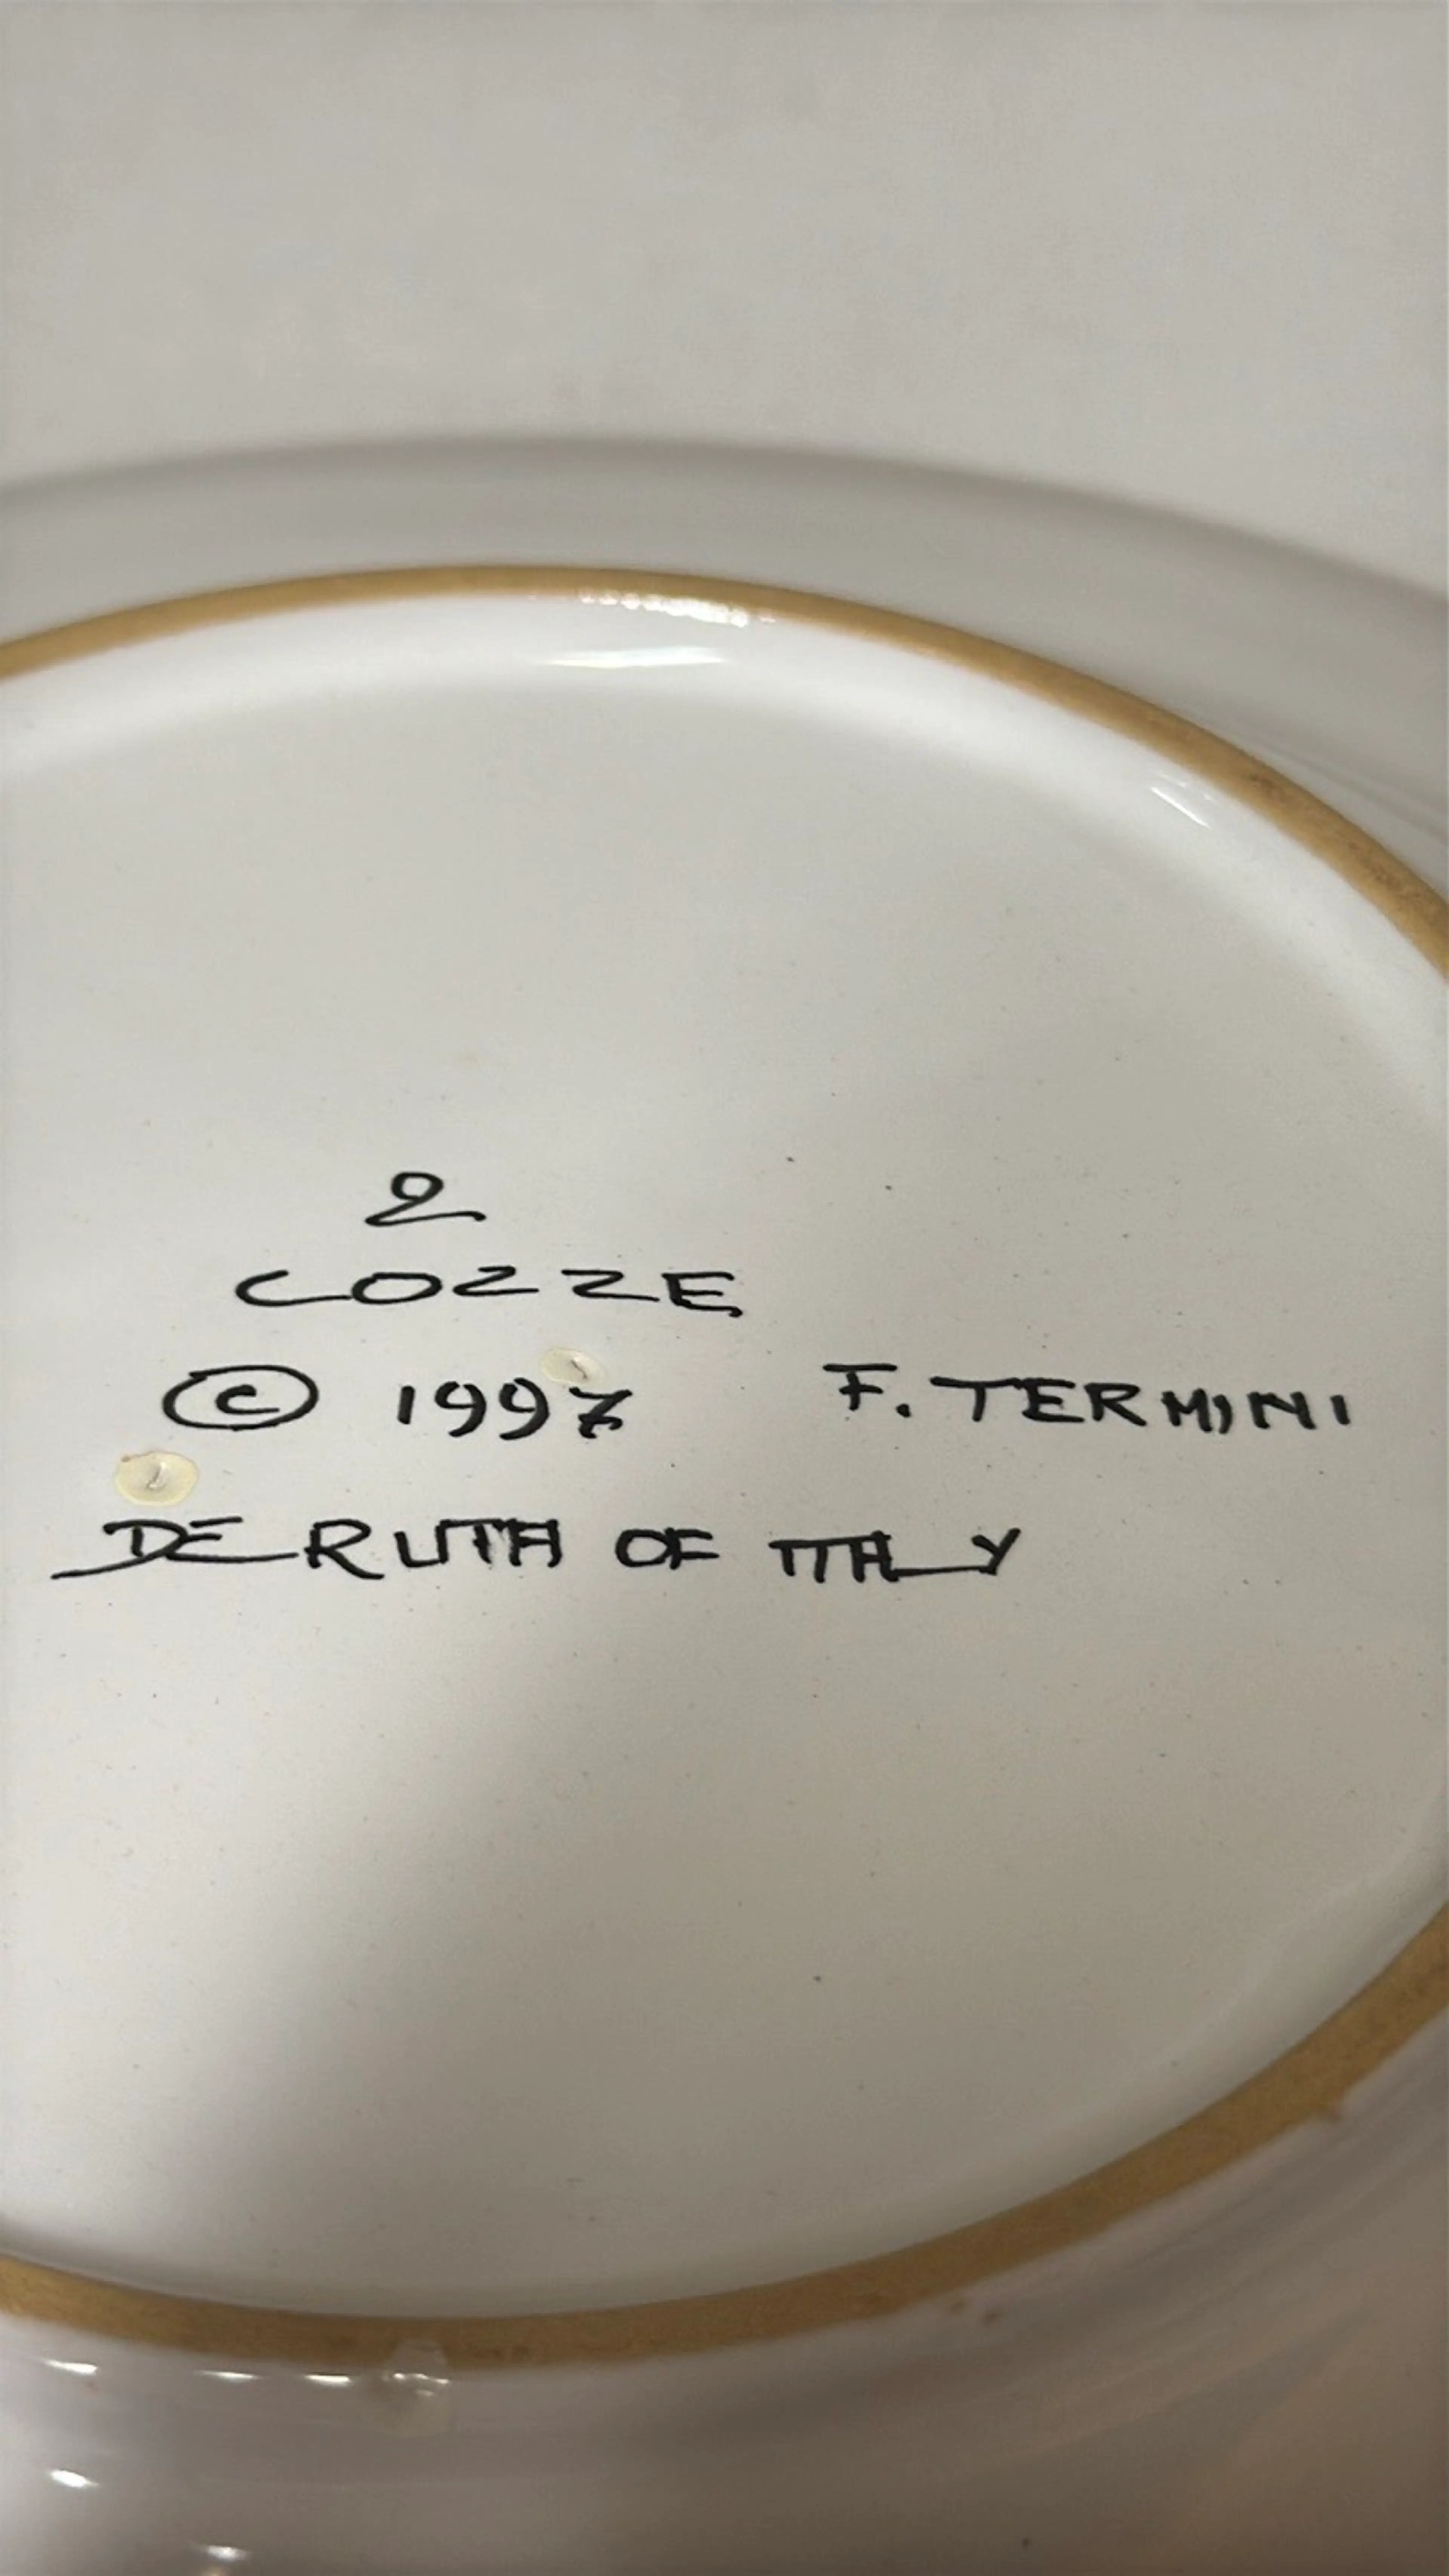 2
COZZE
© 1997 F. TERMINI
DERUTA OF ITALY